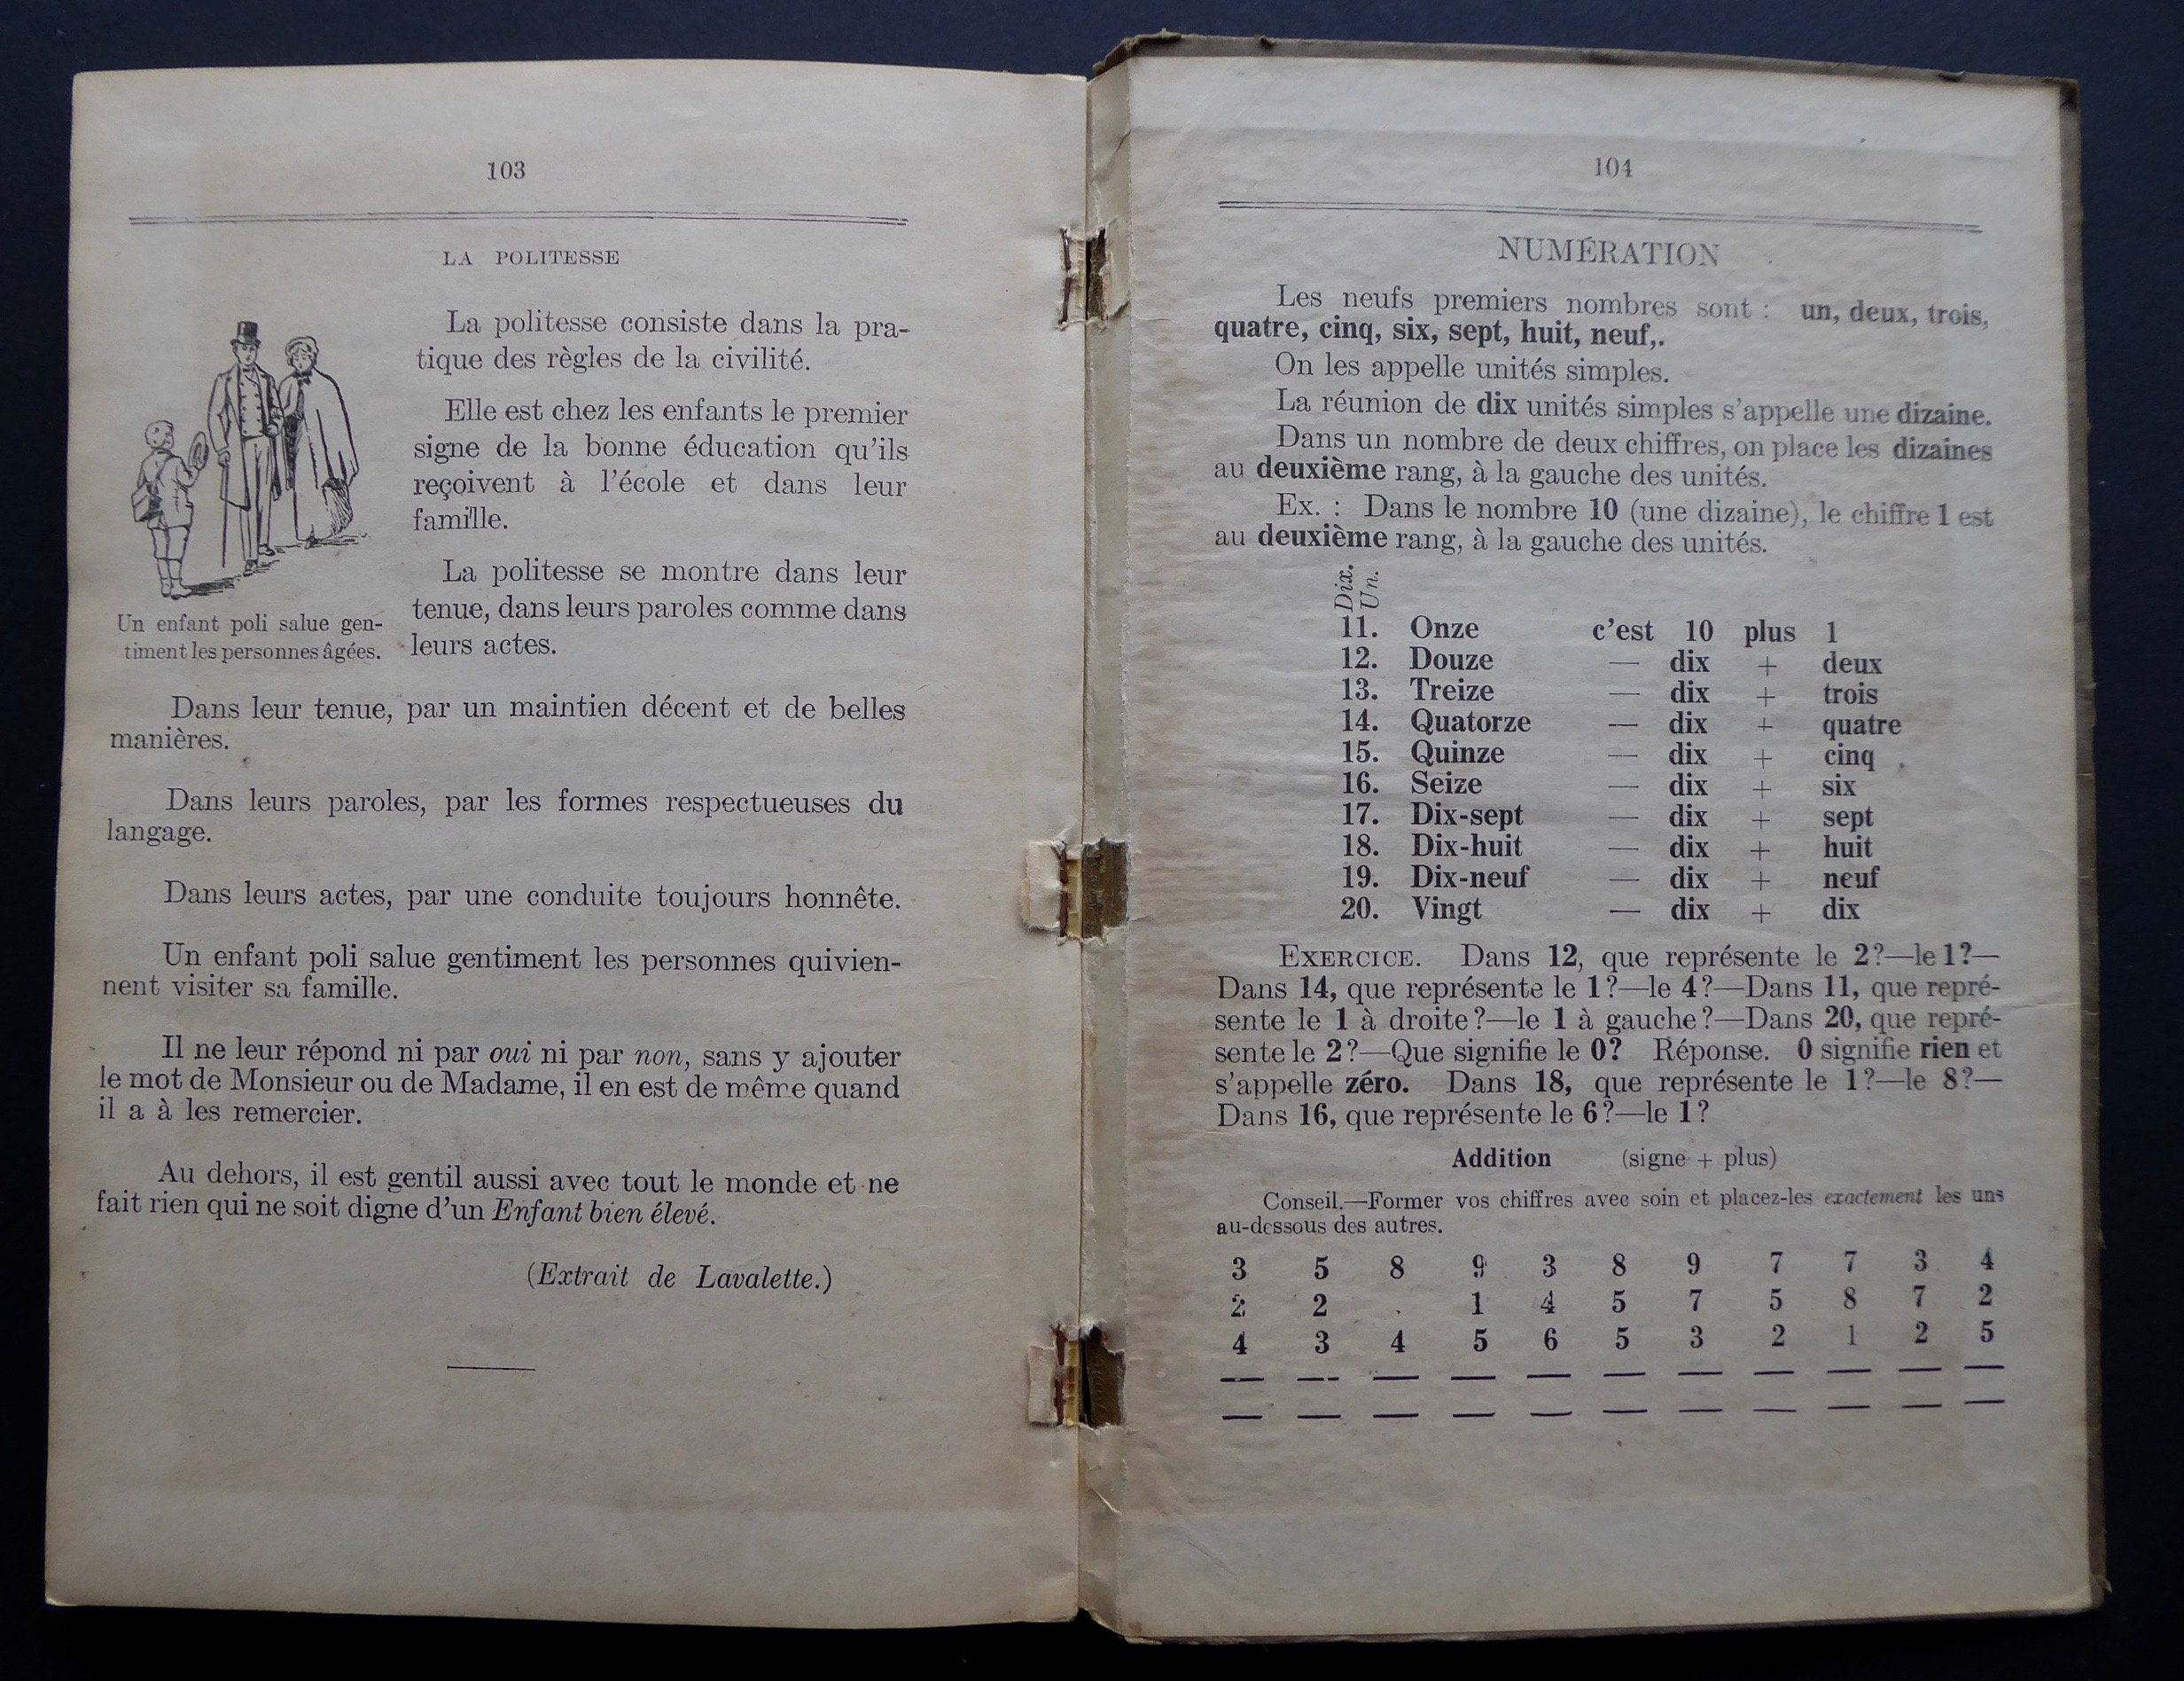 103
LA POLITESSE
La politesse consiste dans la pra-
tique des règles de la civilité.
Elle est chez les enfants le premier
signe de la bonne éducation qu'ils
reçoivent à l'école et dans leur
famille.
La politesse se montre dans leur
tenue, dans leurs paroles comme dans
leurs actes.
Un enfant poli salue gen-
timent les personnes âgées.
Dans leur tenue, par un maintien décent et de belles
manières.
Dans leurs paroles, par les formes respectueuses du
langage.
Dans leurs actes, par une conduite toujours honnête.
Un enfant poli salue gentiment les personnes quivien-
nent visiter sa famille.
Il ne leur répond ni par oui ni par non, sans y ajouter
le mot de Monsieur ou de Madame, il en est de même quand
il a à les remercier.
Au dehors, il est gentil aussi avec tout le monde et ne
fait rien qui ne soit digne d'un Enfant bien élevé.
(Extrait de Lavalette.)
104
NUMÉRATION
Les neufs premiers nombres sont : un, deux, trois,
quatre, cinq, six, sept, huit, neuf,.
On les appelle unités simples.
La réunion de dix unités simples s'appelle une dizaine.
Dans un nombre de deux chiffres, on place les dizaines
au deuxième rang, à la gauche des unités.
Ex. : Dans le nombre 10 (une dizaine), le chiffre 1 est
au deuxième rang, à la gauche des unités.
Dix.
Un.
11. Onze c'est 10 plus 1
12. Douze — dix + deux
13. Treize — dix + trois
14. Quatorze — dix + quatre
15. Quinze — dix + cinq
16. Seize — dix + six
17. Dix-sept — dix + sept
18. Dix-huit — dix + huit
19. Dix-neuf — dix + neuf
20. Vingt — dix + dix
EXERCICE. Dans 12, que représente le 2?—le 1?—
Dans 14, que représente le 1?—le 4?—Dans 11, que repré-
sente le 1 à droite?—le 1 à gauche?—Dans 20, que repré-
sente le 2?—Que signifie le 0? Réponse. 0 signifie rien et
s'appelle zéro. Dans 18, que représente le 1?—le 8?—
Dans 16, que représente le 6?—le 1?
Addition (signe + plus)
Conseil.—Former vos chiffres avec soin et placez-les exactement les uns
au-dessous des autres.
3 5 8 9 3 8 9 7 7 3 4
2 2 . 1 4 5 7 5 8 7 2
4 3 4 5 6 5 3 2 1 2 5
— — — — — — — — — — —
— — — — — — — — — — —